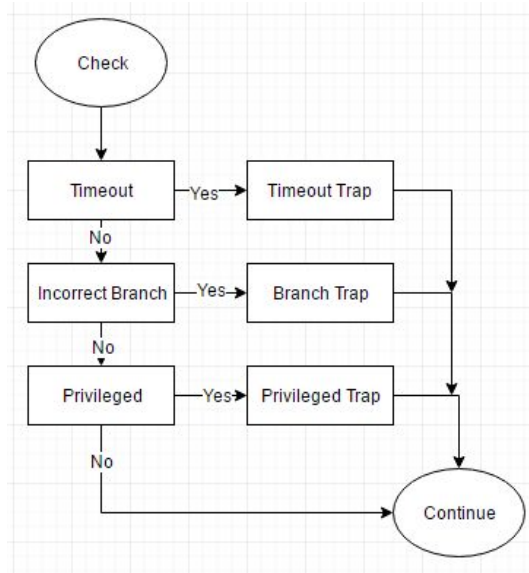 Check
Timeout
Yes
Timeout Trap
No
Incorrect Branch
Yes
Branch Trap
No
Privileged
Yes
Privileged Trap
No
Continue